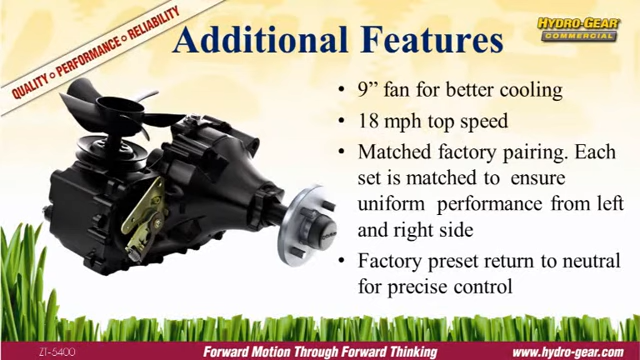 QUALITY • PERFORMANCE • RELIABILITY
Additional Features
HYDRO-GEAR
COMMERCIAL
• 9” fan for better cooling
• 18 mph top speed
• Matched factory pairing. Each
set is matched to ensure
uniform performance from left
and right side
• Factory preset return to neutral
for precise control
ZT-5400
Forward Motion Through Forward Thinking
www.hydro-gear.com